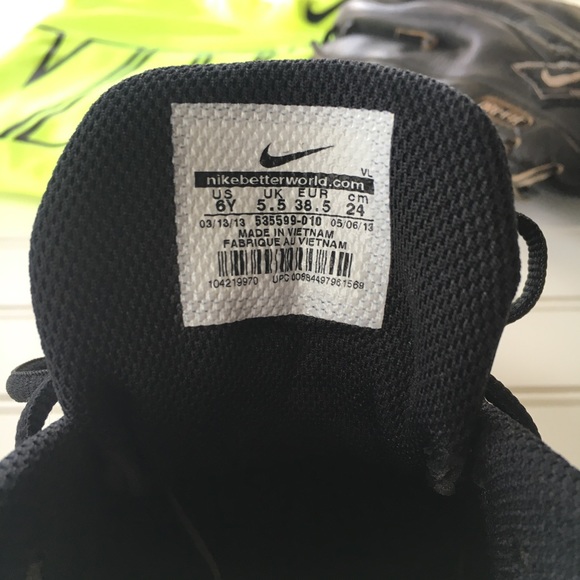 VL
nikebetterworld.com
US UK EUR cm
6Y 5.5 38.5 24
03/13/13 535599-010 05/06/13
MADE IN VIETNAM
FABRIQUE AU VIETNAM
104219970 UPC 00884497961569